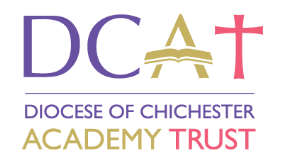 DCAt
DIOCESE OF CHICHESTER
ACADEMY TRUST